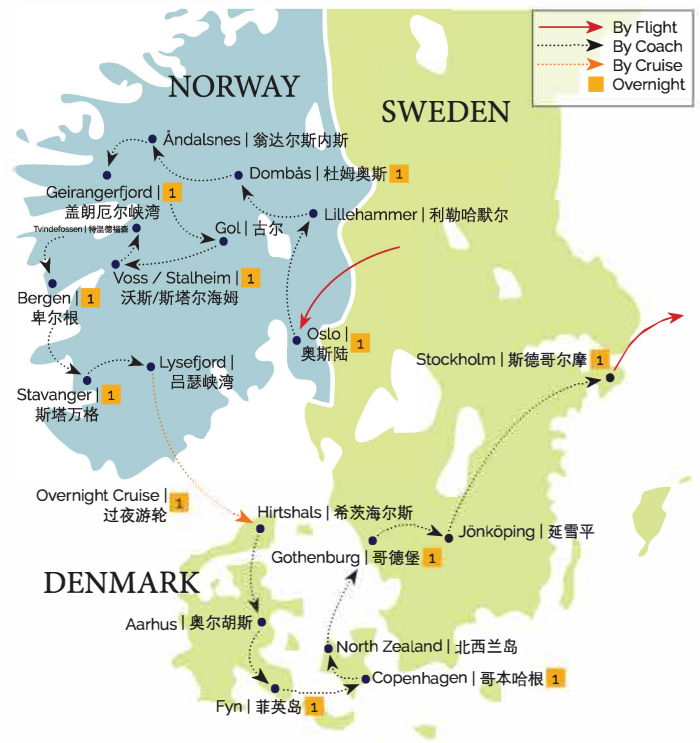 By Flight
By Coach
By Cruise
Overnight
NORWAY
SWEDEN
Åndalsnes | 翁达尔斯内斯
Dombås | 杜姆奥斯 1
Geirangerfjord | 1
盖朗厄尔峡湾
Lillehammer | 利勒哈默尔
Tvindefossen | 特温德福森
Gol | 古尔
Voss / Stalheim | 1
沃斯/斯塔尔海姆
Bergen | 1
卑尔根
Oslo | 1
奥斯陆
Stockholm | 斯德哥尔摩 1
Lysefjord |
吕瑟峡湾
Stavanger | 1
斯塔万格
Overnight Cruise | 1
过夜游轮
Hirtshals | 希茨海尔斯
Jönköping | 延雪平
Gothenburg | 哥德堡 1
DENMARK
Aarhus | 奥尔胡斯
North Zealand | 北西兰岛
Copenhagen | 哥本哈根 1
Fyn | 菲英岛 1